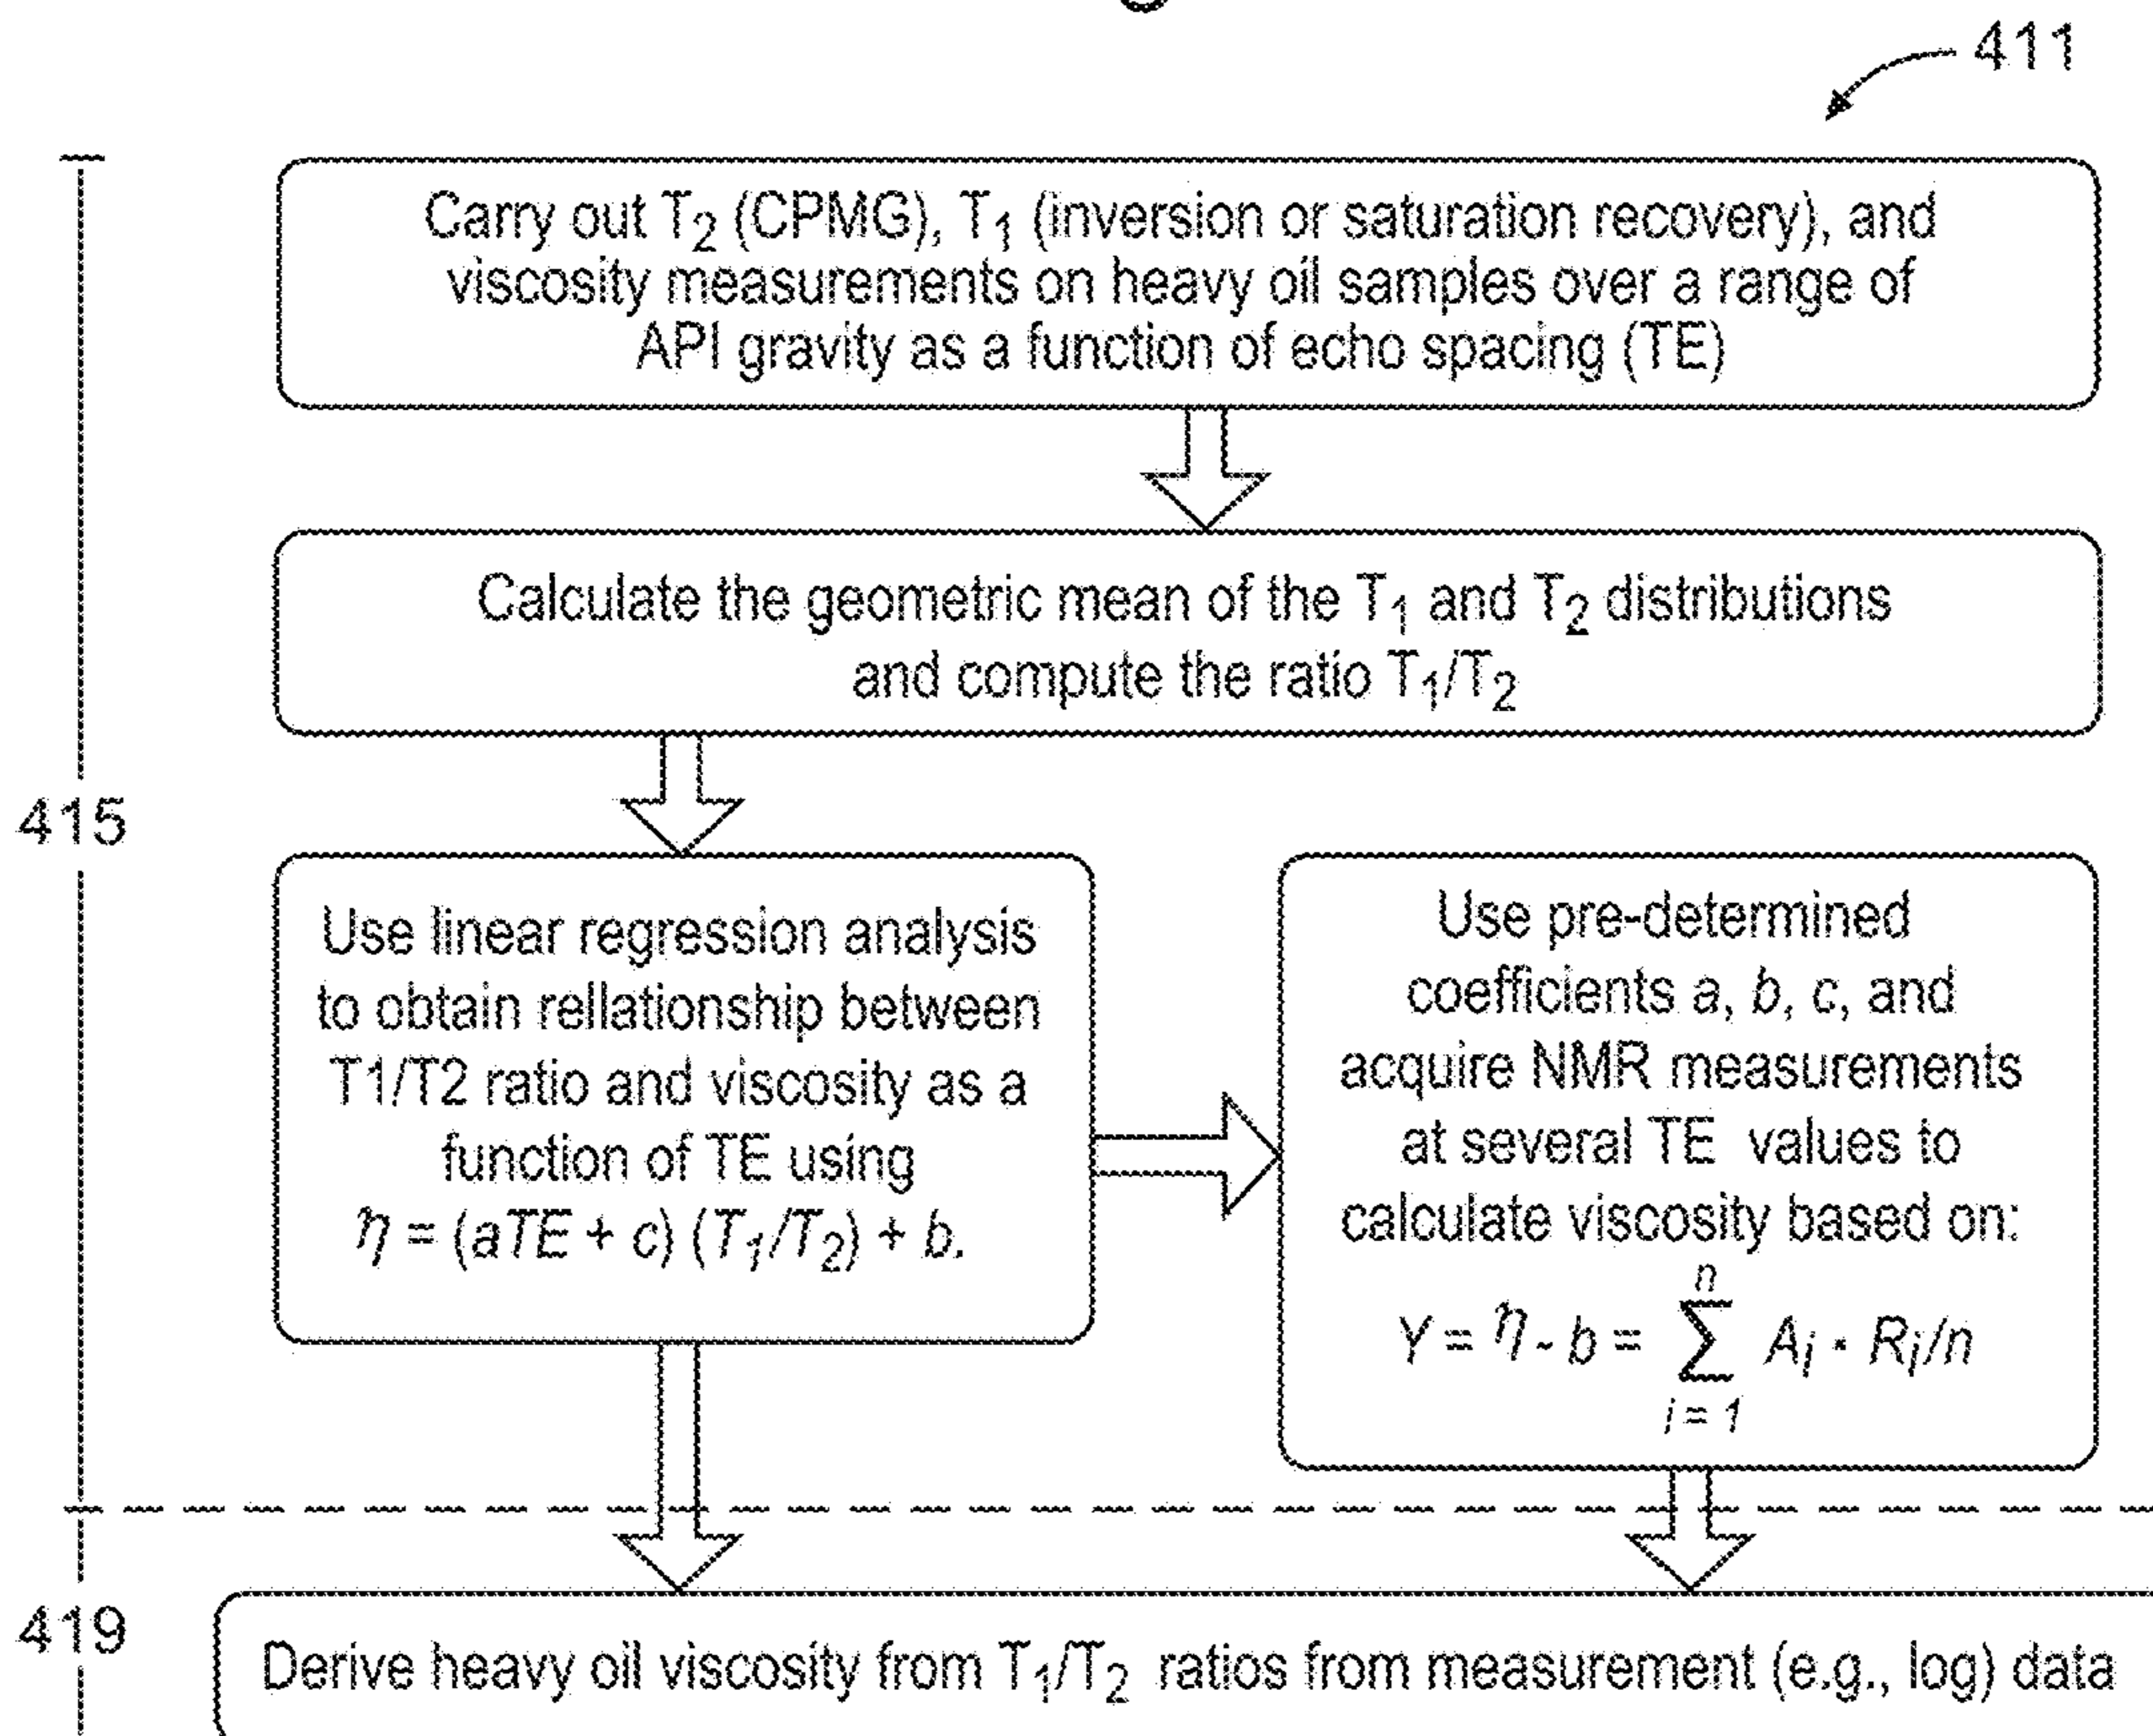 411
Carry out T2 (CPMG), T1 (inversion or saturation recovery), and
viscosity measurements on heavy oil samples over a range of
API gravity as a function of echo spacing (TE)
Calculate the geometric mean of the T1 and T2 distributions
and compute the ratio T1/T2
415
Use linear regression analysis
to obtain rellationship between
T1/T2 ratio and viscosity as a
function of TE using
η = (aTE + c) (T1/T2) + b.
Use pre-determined
coefficients a, b, c, and
acquire NMR measurements
at several TE values to
calculate viscosity based on:
n
Y = η - b = Σ Ai · Ri/n
i = 1
419
Derive heavy oil viscosity from T1/T2 ratios from measurement (e.g., log) data